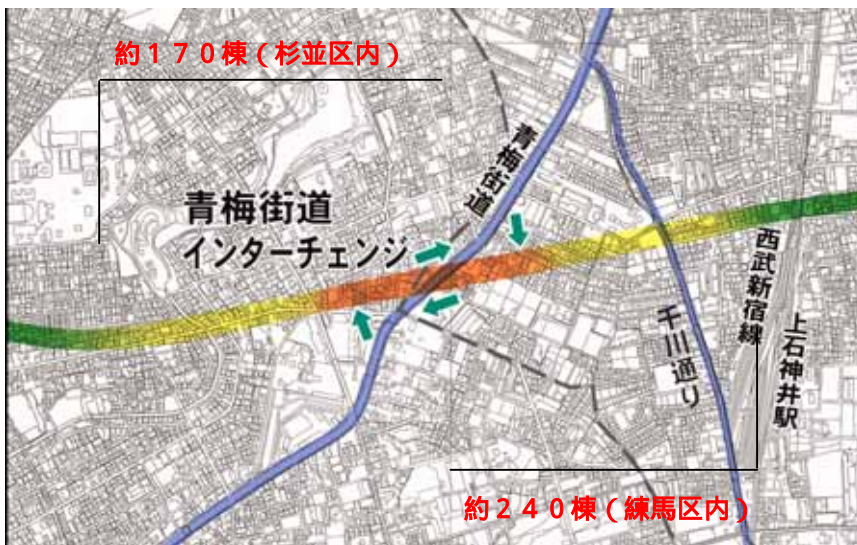 約１７０棟（杉並区内）
青梅街道
青梅街道
インターチェンジ
西武新宿線
千川通り
上石神井駅
約２４０棟（練馬区内）